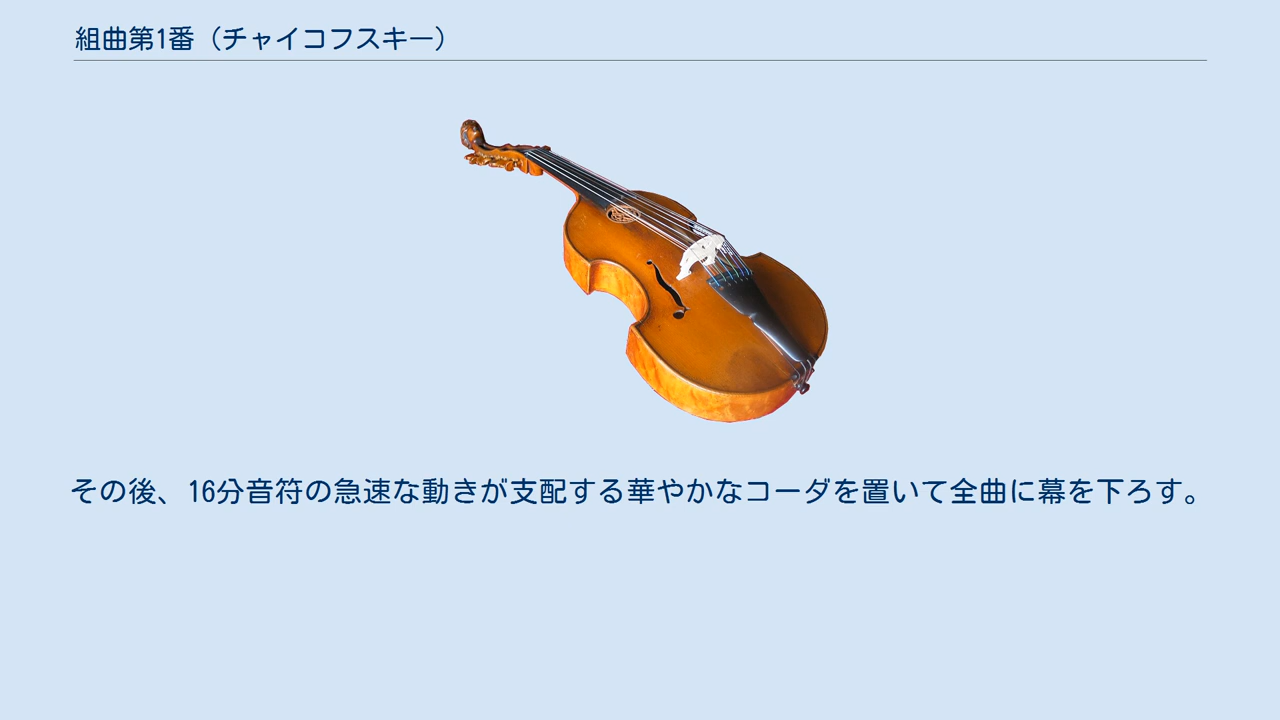 組曲第1番（チャイコフスキー）
その後、16分音符の急速な動きが支配する華やかなコーダを置いて全曲に幕を下ろす。